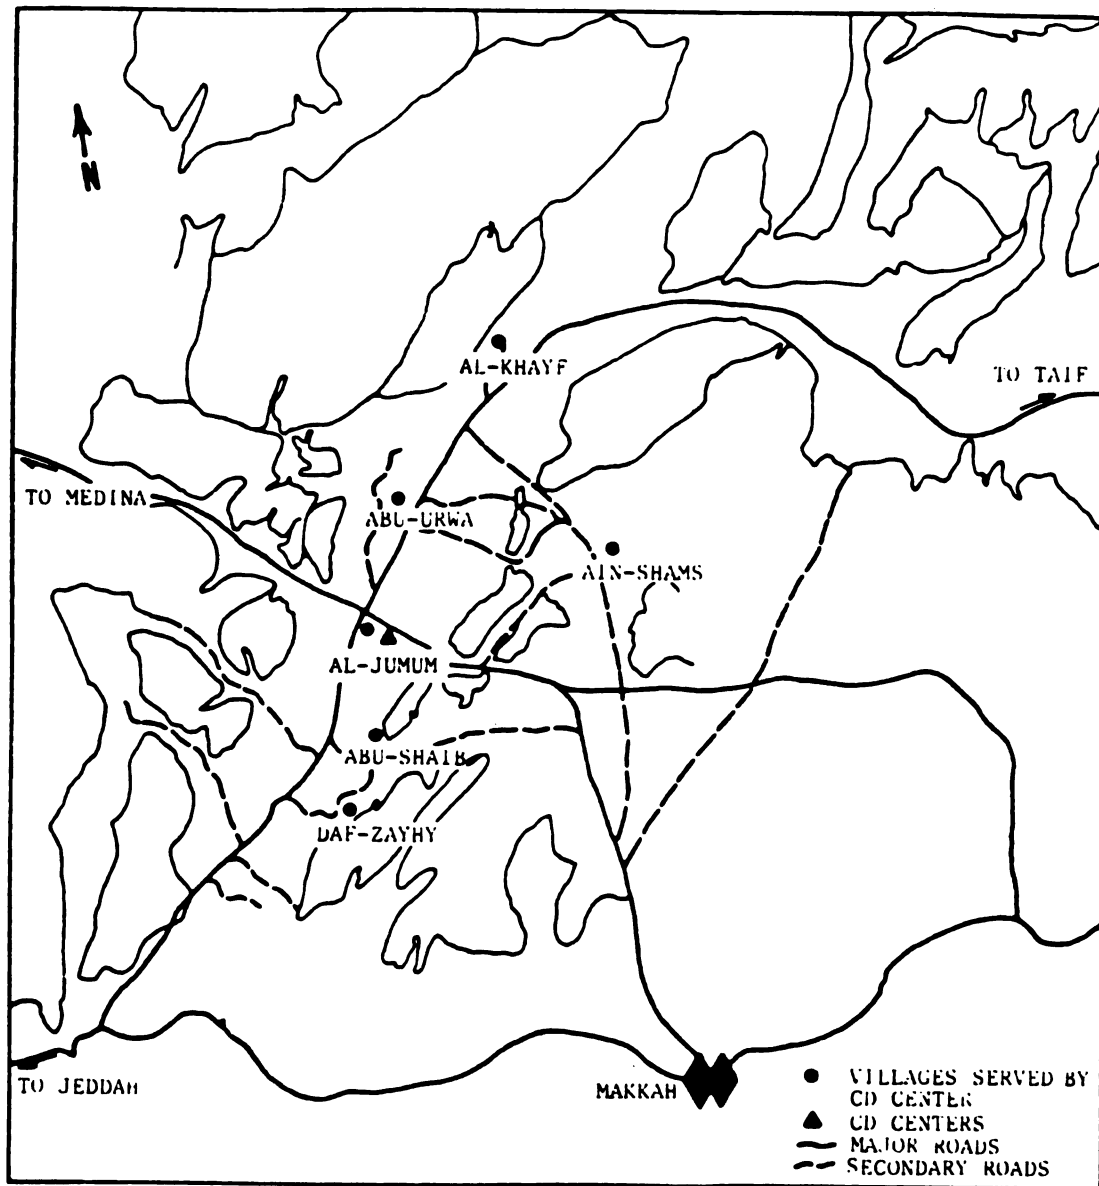 N
AL-KHAYF
TO TAIF
TO MEDINA
ABU-URWA
AIN-SHAMS
AL-JUMUM
ABU-SHAIB
DAF-ZAYHY
TO JEDDAH
MAKKAH
VILLAGES SERVED BY
CD CENTER
CD CENTERS
MAJOR ROADS
SECONDARY ROADS